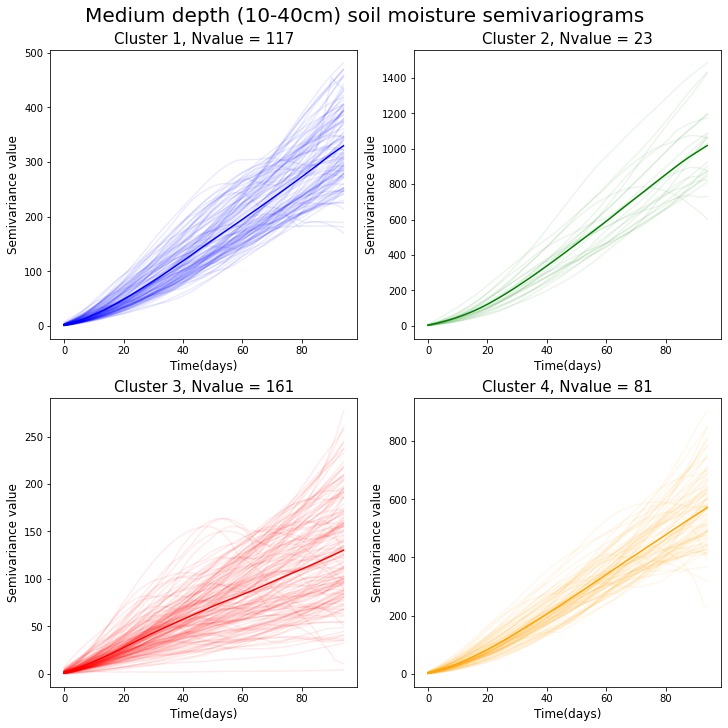 Medium depth (10-40cm) soil moisture semivariograms
Cluster 1, Nvalue = 117
500
400
300
200
100
0
Semivariance value
0 20 40 60 80
Time(days)
Cluster 2, Nvalue = 23
1400
1200
1000
800
600
400
200
0
Semivariance value
0 20 40 60 80
Time(days)
Cluster 3, Nvalue = 161
250
200
150
100
50
0
Semivariance value
0 20 40 60 80
Time(days)
Cluster 4, Nvalue = 81
800
600
400
200
0
Semivariance value
0 20 40 60 80
Time(days)